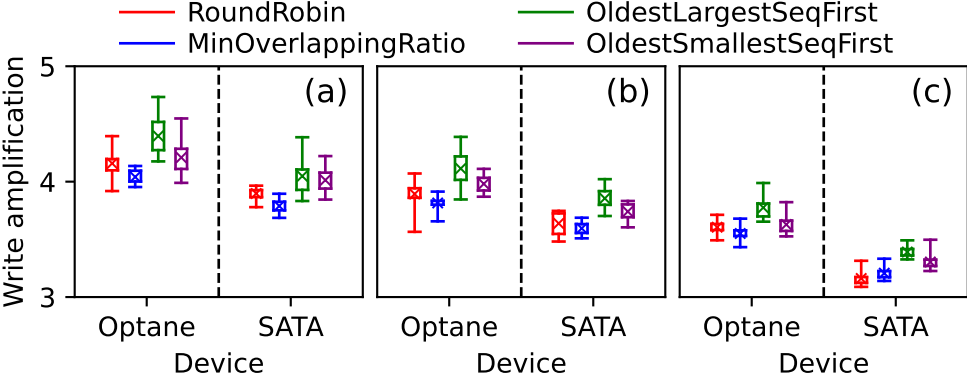 RoundRobin
MinOverlappingRatio
OldestLargestSeqFirst
OldestSmallestSeqFirst
Write amplification
5
4
3
(a)
Optane SATA
Device
(b)
Optane SATA
Device
(c)
Optane SATA
Device